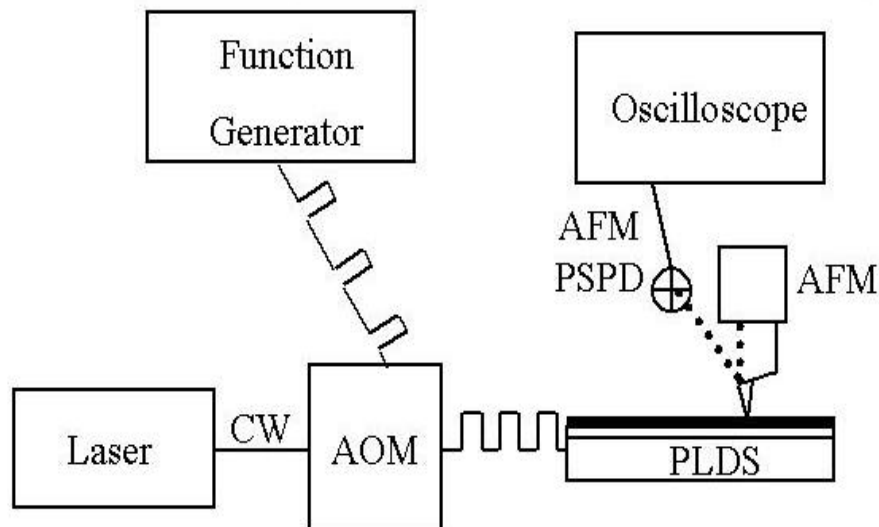 Function
Generator
Oscilloscope
AFM
PSPD
AFM
Laser
CW
AOM
PLDS